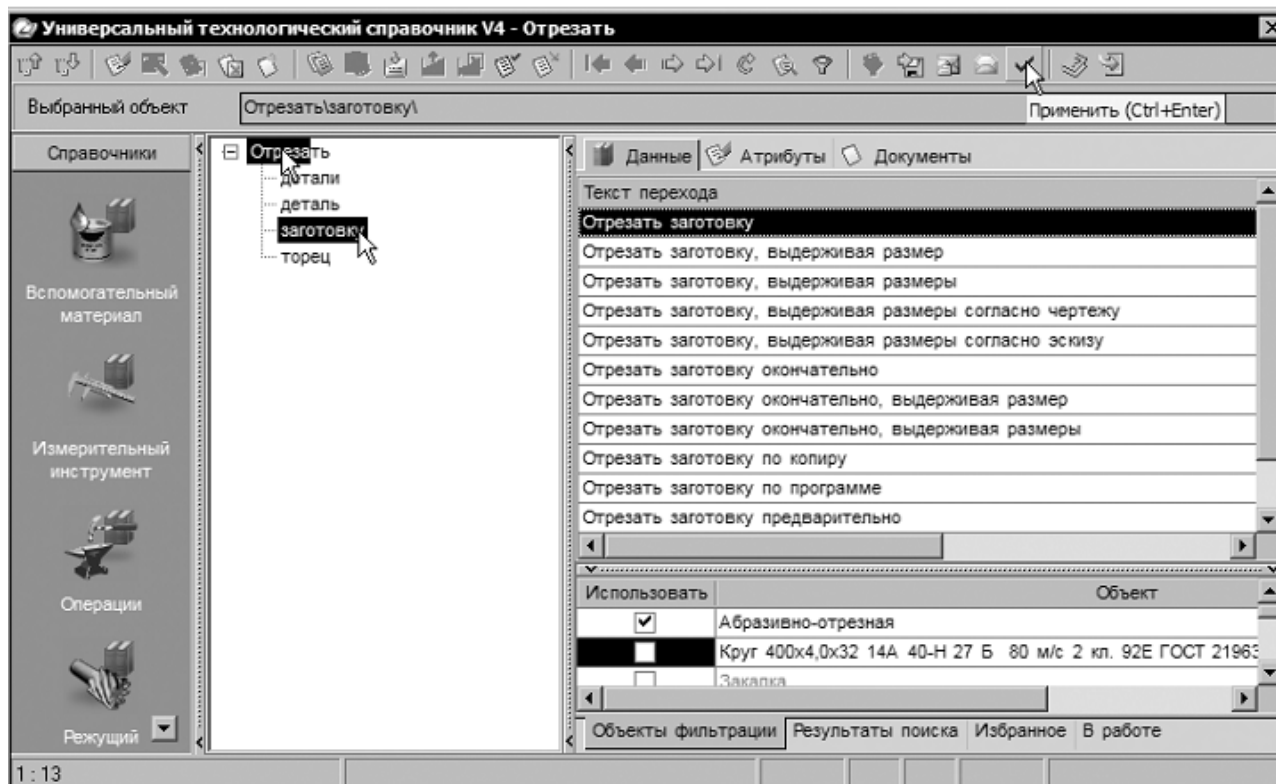 Универсальный технологический справочник V4 - Отрезать
Выбранный объект
Отрезать\заготовку\
Применить (Ctrl+Enter)
Справочники
Вспомогательный
материал
Измерительный
инструмент
Операции
Режущий
Отрезать
детали
деталь
заготовку
торец
Данные Атрибуты Документы
Текст перехода
Отрезать заготовку
Отрезать заготовку, выдерживая размер
Отрезать заготовку, выдерживая размеры
Отрезать заготовку, выдерживая размеры согласно чертежу
Отрезать заготовку, выдерживая размеры согласно эскизу
Отрезать заготовку окончательно
Отрезать заготовку окончательно, выдерживая размер
Отрезать заготовку окончательно, выдерживая размеры
Отрезать заготовку по копиру
Отрезать заготовку по программе
Отрезать заготовку предварительно
Использовать Объект
Абразивно-отрезная
Круг 400x4,0x32 14А 40-Н 27 Б 80 м/с 2 кл. 92Е ГОСТ 21963
Закалка
Объекты фильтрации Результаты поиска Избранное В работе
1 : 13